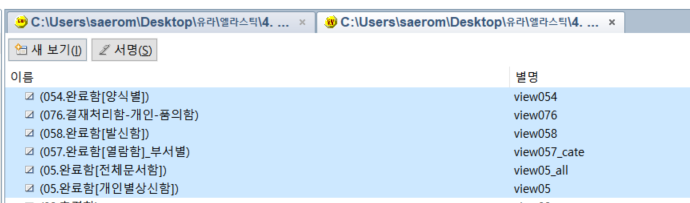 C:\Users\saerom\Desktop\유라\엘라스틱\4. ... × C:\Users\saerom\Desktop\유라\엘라스틱\4. ... ×
새 보기(I) 서명(S)
이름 별명
(054.완료함[양식별]) view054
(076.결재처리함-개인-품의함) view076
(058.완료함[발신함]) view058
(057.완료함[열람함]_부서별) view057_cate
(05.완료함[전체문서함]) view05_all
(05.완료함[개인별상신함]) view05